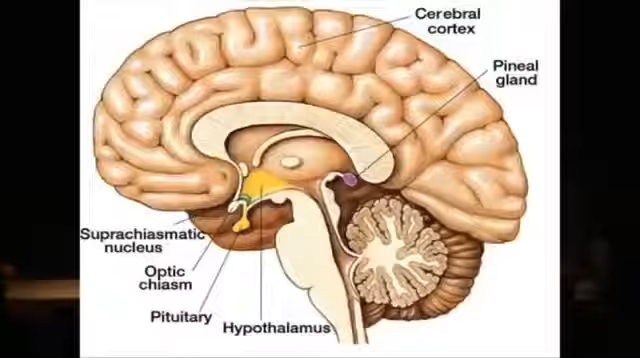 Cerebral
cortex
Pineal
gland
Suprachiasmatic
nucleus
Optic
chiasm
Pituitary
Hypothalamus